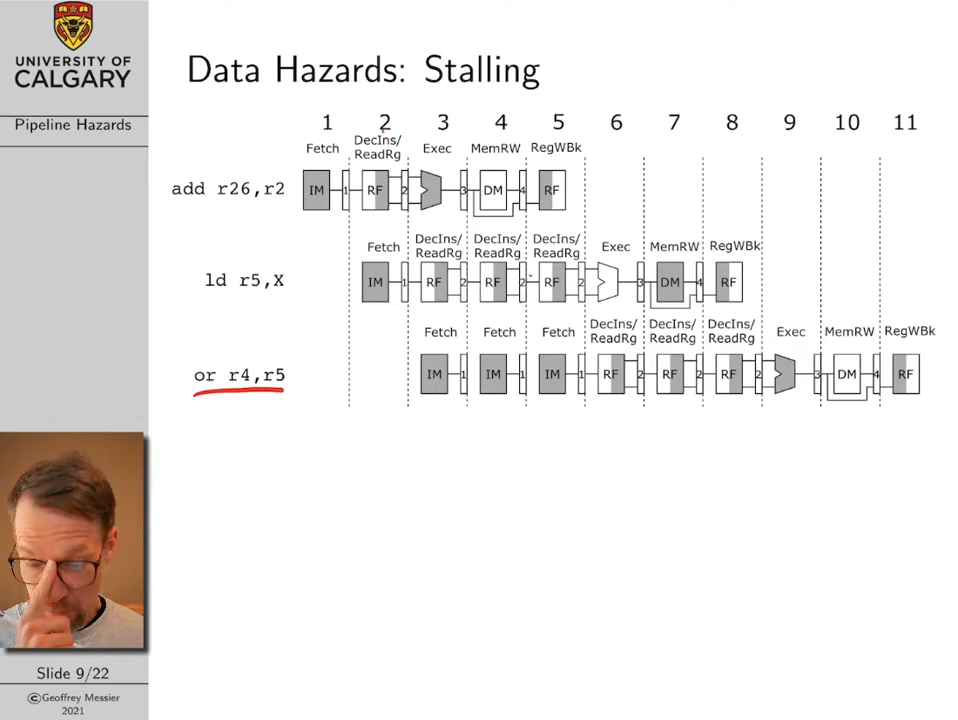 UNIVERSITY OF
CALGARY
Pipeline Hazards
Data Hazards: Stalling
1 2 3 4 5 6 7 8 9 10 11
Fetch DecIns/ReadRg Exec MemRW RegWBk
add r26,r2 IM 1 RF 2 3 DM 4 RF
Fetch DecIns/ReadRg DecIns/ReadRg DecIns/ReadRg Exec MemRW RegWBk
ld r5,X IM 1 RF 2 RF 2 RF 2 3 DM 4 RF
Fetch Fetch Fetch DecIns/ReadRg DecIns/ReadRg DecIns/ReadRg Exec MemRW RegWBk
or r4,r5 IM 1 IM 1 IM 1 RF 2 RF 2 RF 2 3 DM 4 RF
Slide 9/22
©Geoffrey Messier
2021